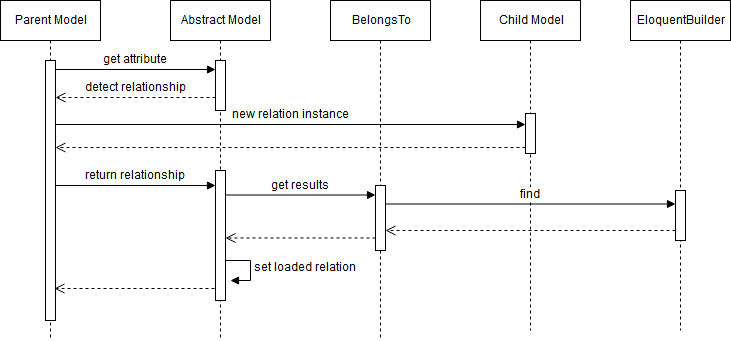 Parent Model
Abstract Model
BelongsTo
Child Model
EloquentBuilder
get attribute
detect relationship
new relation instance
return relationship
get results
find
set loaded relation